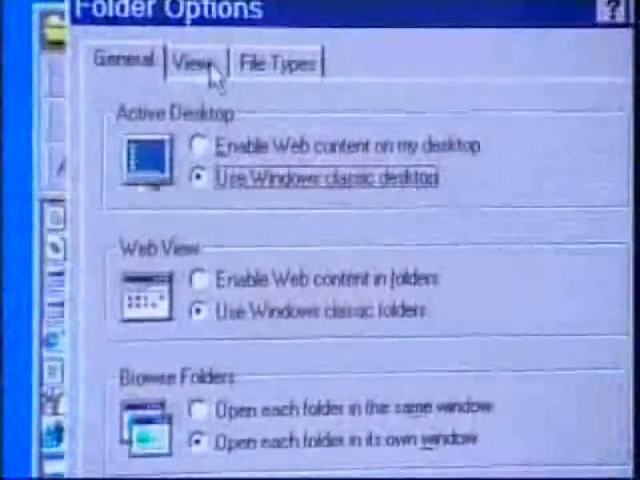 Folder Options
?
General View File Types
Active Desktop
Enable Web content on my desktop
Use Windows classic desktop
Web View
Enable Web content in folders
Use Windows classic folders
Browse Folders
Open each folder in the same window
Open each folder in its own window